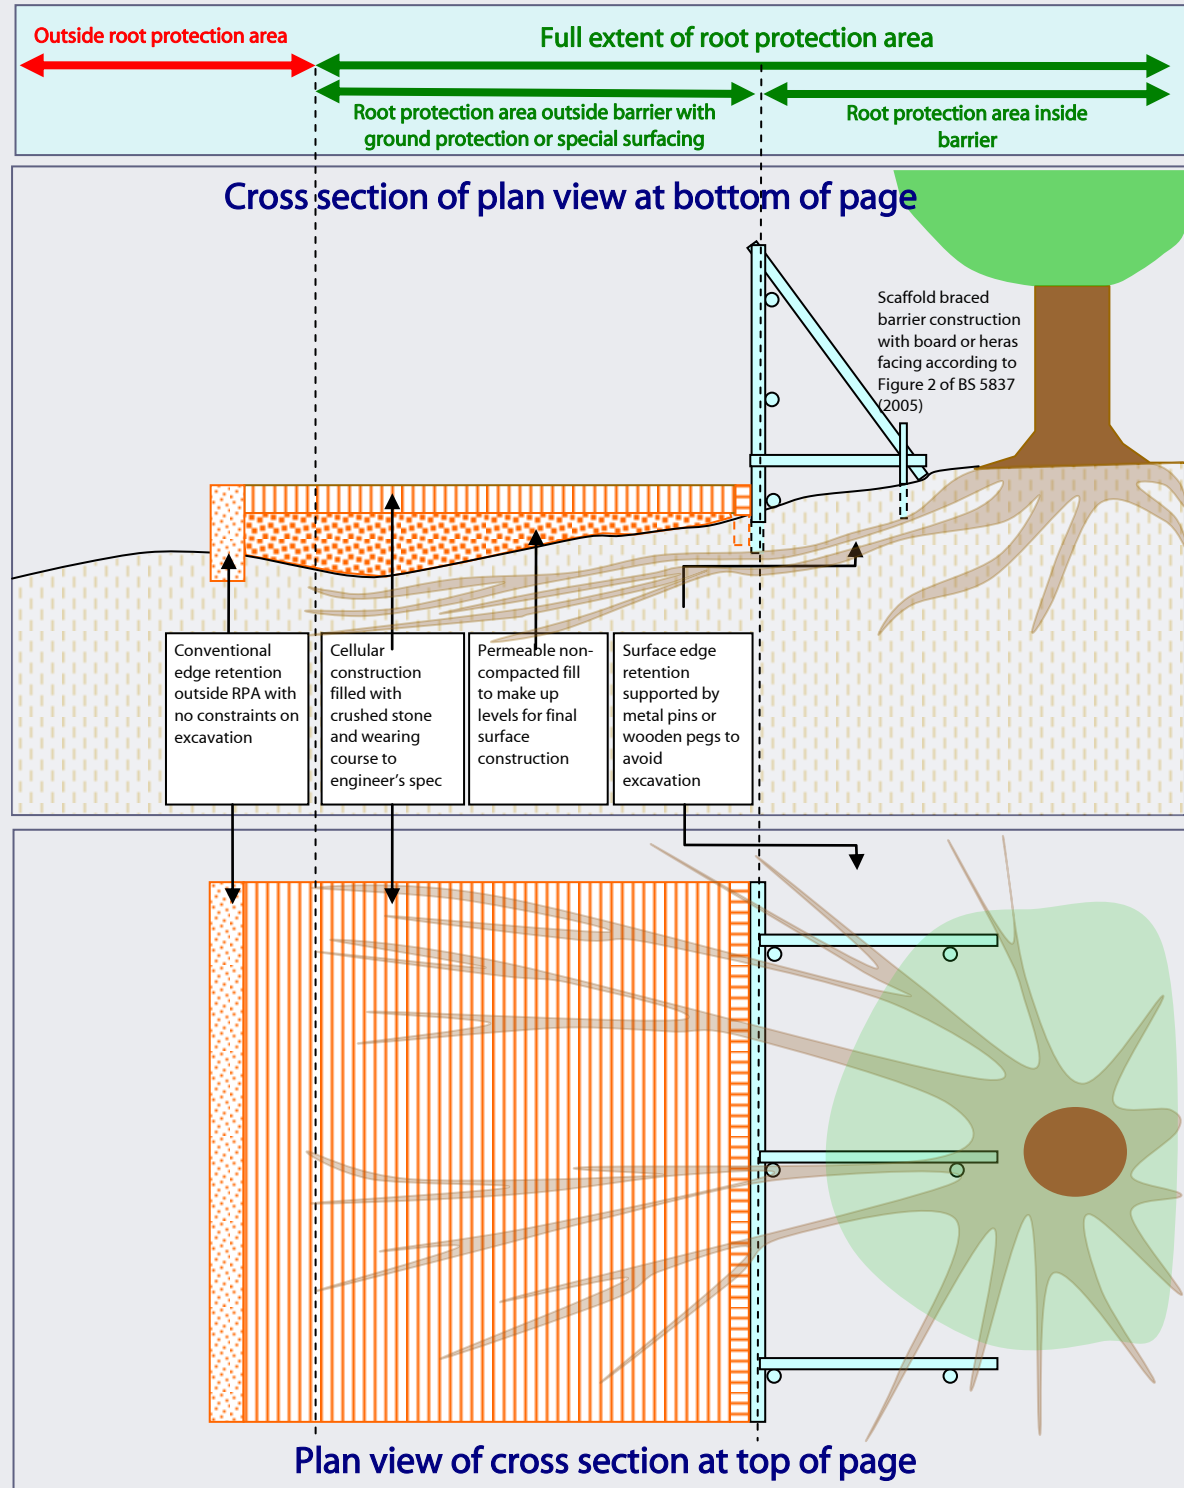 Outside root protection area
Full extent of root protection area
Root protection area outside barrier with
ground protection or special surfacing
Root protection area inside
barrier
Cross section of plan view at bottom of page
Scaffold braced
barrier construction
with board or heras
facing according to
Figure 2 of BS 5837
(2005)
Conventional
edge retention
outside RPA with
no constraints on
excavation
Cellular
construction
filled with
crushed stone
and wearing
course to
engineer’s spec
Permeable non-
compacted fill
to make up
levels for final
surface
construction
Surface edge
retention
supported by
metal pins or
wooden pegs to
avoid
excavation
Plan view of cross section at top of page